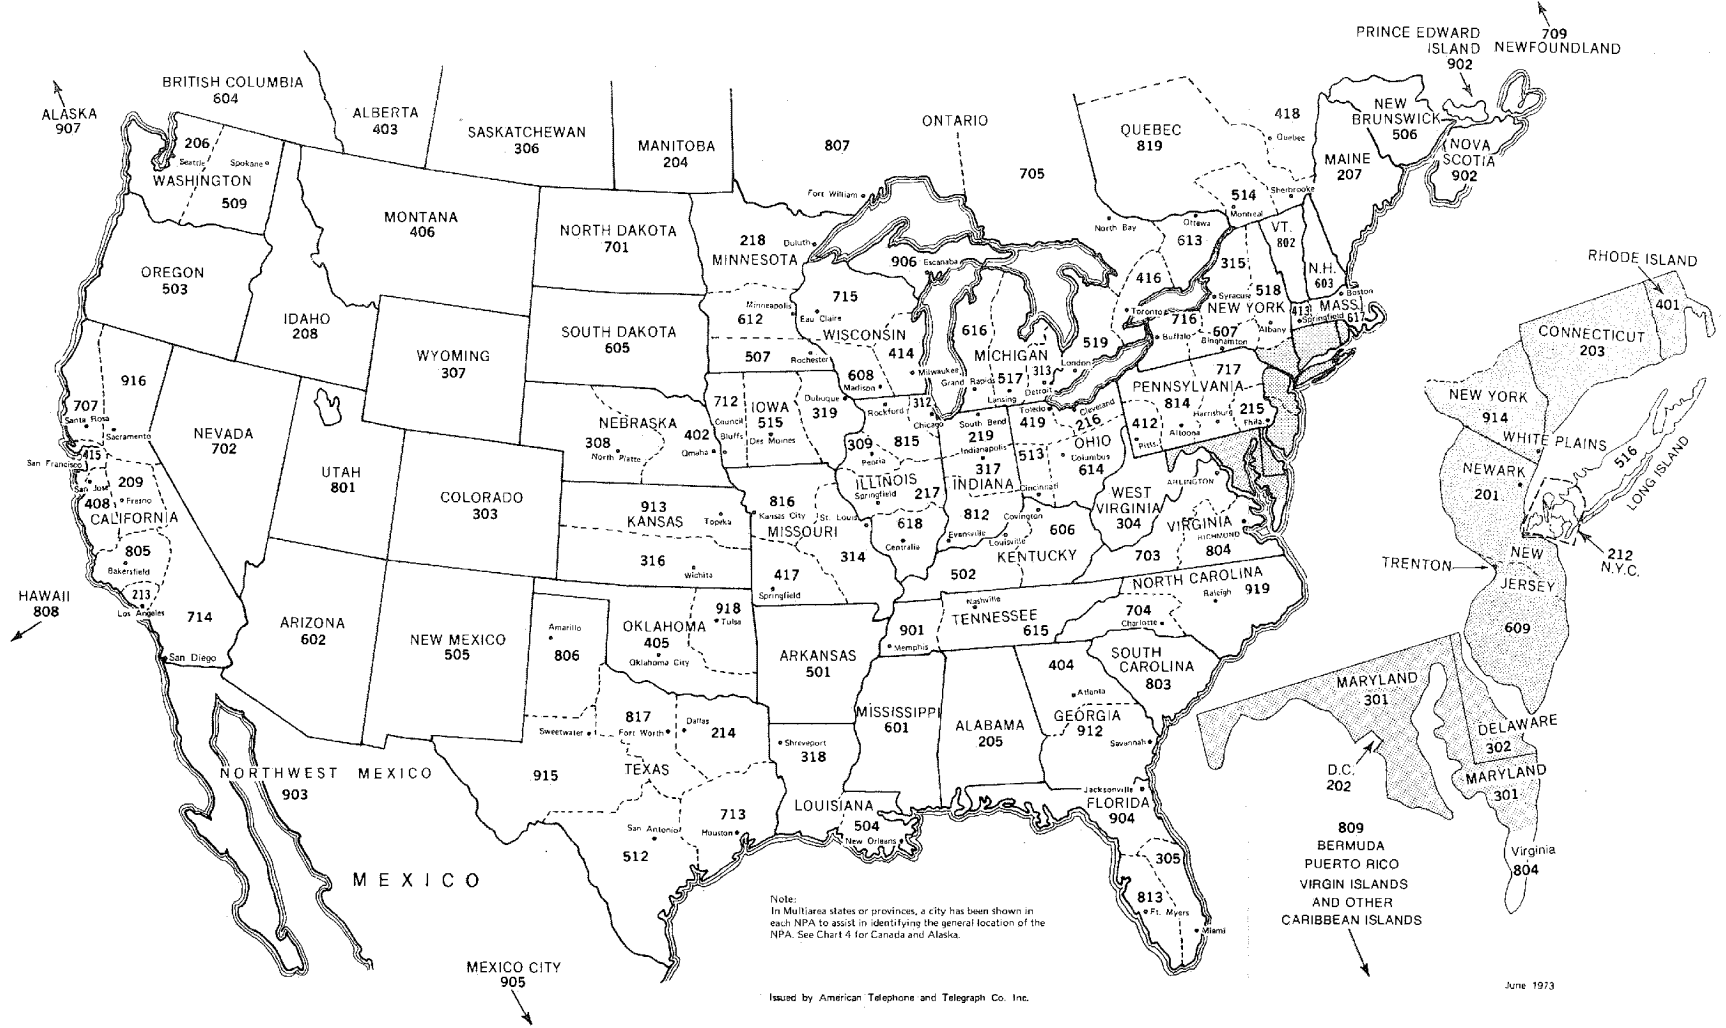 PRINCE EDWARD
ISLAND
902
709
NEWFOUNDLAND
BRITISH COLUMBIA
604
ALASKA
907
ALBERTA
403
SASKATCHEWAN
306
MANITOBA
204
807
ONTARIO
705
QUEBEC
819
418
Quebec
NEW
BRUNSWICK
506
NOVA
SCOTIA
902
MAINE
207
206
Seattle
Spokane
WASHINGTON
509
MONTANA
406
NORTH DAKOTA
701
218
Duluth
MINNESOTA
Fort William
906
Escanaba
North Bay
Ottawa
613
514
Montreal
Sherbrooke
VT.
802
N.H.
603
Boston
RHODE ISLAND
401
OREGON
503
IDAHO
208
WYOMING
307
SOUTH DAKOTA
605
Minneapolis
612
507
Rochester
715
Eau Claire
WISCONSIN
414
608
Madison
Milwaukee
616
MICHIGAN
Grand Rapids
517
Lansing
313
Detroit
519
London
416
Toronto
315
Syracuse
518
NEW YORK
716
Buffalo
607
Binghamton
Albany
413
Springfield
MASS.
617
CONNECTICUT
203
NEW YORK
914
WHITE PLAINS
516
LONG ISLAND
NEWARK
201
212
N.Y.C.
TRENTON
NEW
JERSEY
609
916
707
Santa Rosa
Sacramento
415
San Francisco
San Jose
408
209
Fresno
CALIFORNIA
805
Bakersfield
213
Los Angeles
714
San Diego
HAWAII
808
NEVADA
702
UTAH
801
COLORADO
303
NEBRASKA
308
North Platte
402
Omaha
712
Council
Bluffs
IOWA
515
Des Moines
Dubuque
319
Rockford
312
Chicago
309
Peoria
815
ILLINOIS
Springfield
217
618
Centralia
South Bend
219
Indianapolis
317
INDIANA
812
Evansville
Toledo
419
Cleveland
216
OHIO
513
Columbus
614
Cincinnati
PENNSYLVANIA
717
814
412
Pitts.
Altoona
Harrisburg
215
Phila.
ARLINGTON
WEST
VIRGINIA
304
VIRGINIA
RICHMOND
804
703
Covington
606
Louisville
KENTUCKY
502
913
KANSAS
Topeka
316
Wichita
816
Kansas City
St. Louis
MISSOURI
314
417
Springfield
ARIZONA
602
NEW MEXICO
505
Amarillo
806
OKLAHOMA
405
Oklahoma City
918
Tulsa
ARKANSAS
501
901
Memphis
Nashville
TENNESSEE
615
NORTH CAROLINA
704
Charlotte
Raleigh
919
SOUTH
CAROLINA
803
404
Atlanta
GEORGIA
912
Savannah
MISSISSIPPI
601
ALABAMA
205
817
Fort Worth
Dallas
214
Sweetwater
915
TEXAS
San Antonio
512
713
Houston
Shreveport
318
LOUISIANA
504
New Orleans
Jacksonville
FLORIDA
904
305
813
Ft. Myers
Miami
MARYLAND
301
DELAWARE
302
D.C.
202
MARYLAND
301
Virginia
804
NORTHWEST MEXICO
903
MEXICO
MEXICO CITY
905
809
BERMUDA
PUERTO RICO
VIRGIN ISLANDS
AND OTHER
CARIBBEAN ISLANDS
Note:
In Multiarea states or provinces, a city has been shown in
each NPA to assist in identifying the general location of the
NPA. See Chart 4 for Canada and Alaska.
Issued by American Telephone and Telegraph Co. Inc.
June 1973